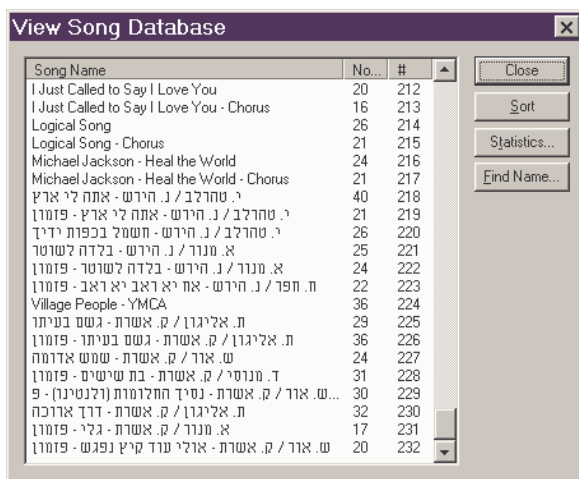 View Song Database
Song Name No... #
I Just Called to Say I Love You 20 212
I Just Called to Say I Love You - Chorus 16 213
Logical Song 26 214
Logical Song - Chorus 21 215
Michael Jackson - Heal the World 24 216
Michael Jackson - Heal the World - Chorus 21 217
י. טהרלב / נ. הירש - אתה לי ארץ 40 218
י. טהרלב / נ. הירש - אתה לי ארץ - פזמון 21 219
י. טהרלב / נ. הירש - חשמל בכפות ידיך 26 220
א. מנור / נ. הירש - בלדה לשוטר 25 221
א. מנור / נ. הירש - בלדה לשוטר - פזמון 24 222
ח. חפר / נ. הירש - את יא ראב יא ראב - פזמון 22 223
Village People - YMCA 36 224
ת. אליגון / ק. אשרת - גשם בעיתו 29 225
ת. אליגון / ק. אשרת - גשם בעיתו - פזמון 36 226
ש. אור / ק. אשרת - שמש אדומה 24 227
ד. מנוסי / ק. אשרת - בת שישים - פזמון 31 228
ש. אור / ק. אשרת - נסיך החלומות (ולנטינו) - פ... 30 229
ת. אליגון / ק. אשרת - דרך ארוכה 32 230
א. מנור / ק. אשרת - גלי - פזמון 17 231
ש. אור / ק. אשרת - אולי עוד קיץ נפגש - פזמון 20 232
Close
Sort
Statistics...
Find Name...